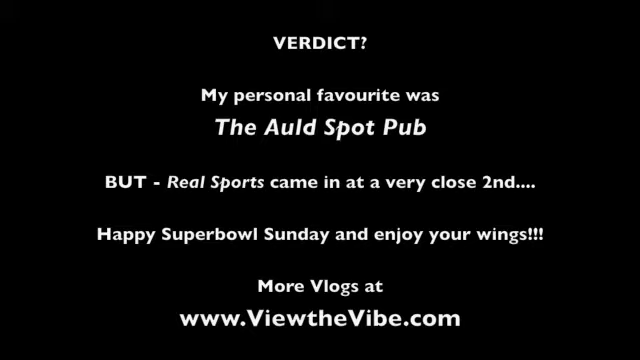 VERDICT?
My personal favourite was
The Auld Spot Pub
BUT - Real Sports came in at a very close 2nd....
Happy Superbowl Sunday and enjoy your wings!!!
More Vlogs at
www.ViewtheVibe.com